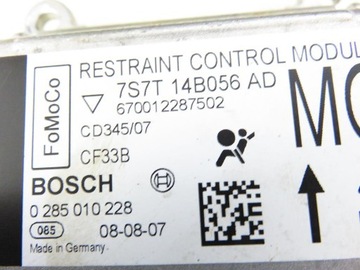 FoMoCo
RESTRAINT CONTROL MODUL
7S7T 14B056 AD
670012287502
CD345/07
CF33B
BOSCH
0 285 010 228
065 08-08-07
Made in Germany